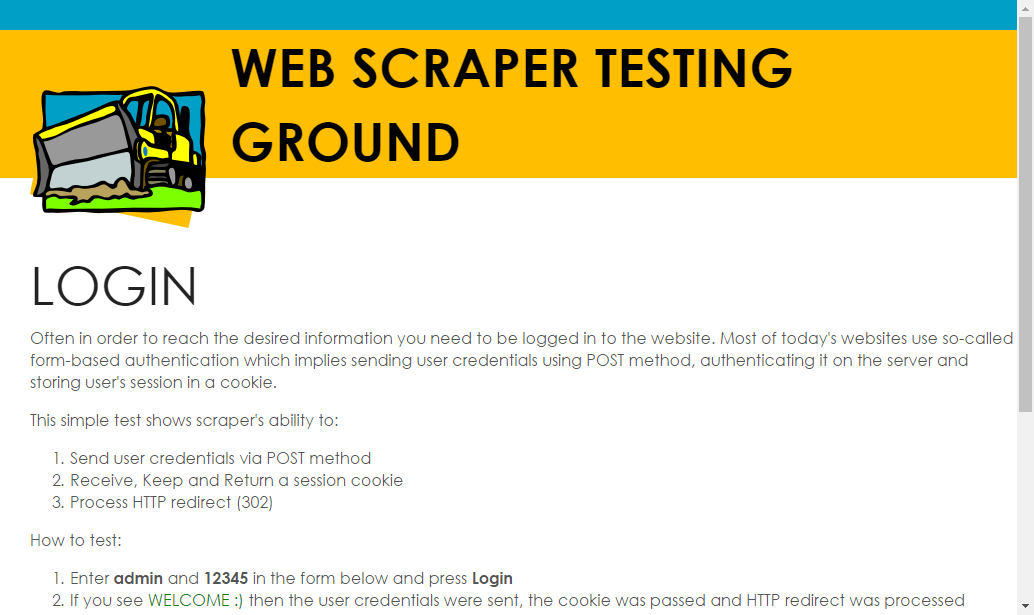 WEB SCRAPER TESTING
GROUND
LOGIN
Often in order to reach the desired information you need to be logged in to the website. Most of today's websites use so-called
form-based authentication which implies sending user credentials using POST method, authenticating it on the server and
storing user's session in a cookie.
This simple test shows scraper's ability to:
1. Send user credentials via POST method
2. Receive, Keep and Return a session cookie
3. Process HTTP redirect (302)
How to test:
1. Enter admin and 12345 in the form below and press Login
2. If you see WELCOME :) then the user credentials were sent, the cookie was passed and HTTP redirect was processed